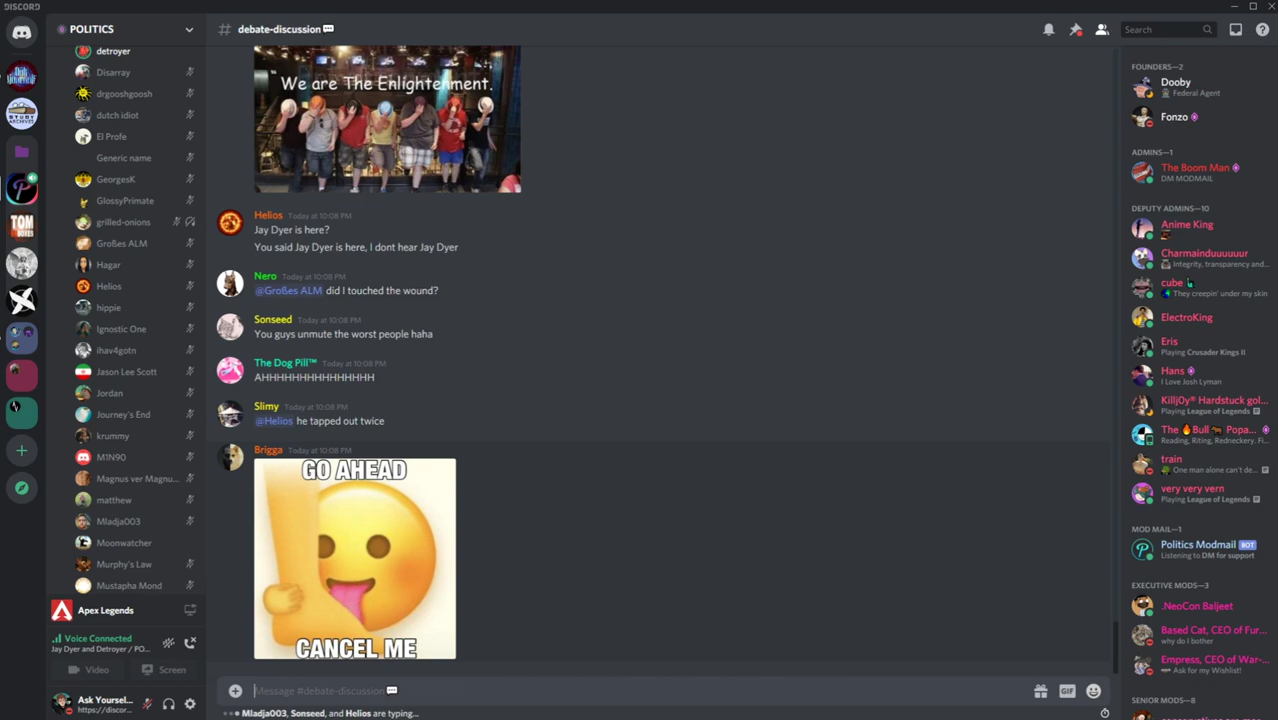 DISCORD
POLITICS
detroyer
Disarray
drgooshgoosh
dutch idiot
El Profe
Generic name
GeorgesK
GlossyPrimate
grilled-onions
Großes ALM
Hagar
Helios
hippie
Ignostic One
ihav4gotn
Jason Lee Scott
Jordan
Journey's End
krummy
M1N90
Magnus ver Magnu...
matthew
Mladja003
Moonwatcher
Murphy's Law
Mustapha Mond
Apex Legends
Voice Connected
Jay Dyer and Detroyer / PO...
Video
Screen
Ask Yoursel...
https://discor...
TOM
# debate-discussion
Search
We are The Enlightenment.
Helios Today at 10:08 PM
Jay Dyer is here?
You said Jay Dyer is here, I dont hear Jay Dyer
Nero Today at 10:08 PM
@Großes ALM did I touched the wound?
Sonseed Today at 10:08 PM
You guys unmute the worst people haha
The Dog Pill™ Today at 10:08 PM
AHHHHHHHHHHHHHHH
Slimy Today at 10:08 PM
@Helios he tapped out twice
Brigga Today at 10:08 PM
GO AHEAD
CANCEL ME
Message #debate-discussion
GIF
Mladja003, Sonseed, and Helios are typing...
FOUNDERS—2
Dooby
Federal Agent
Fonzo
ADMINS—1
The Boom Man
DM MODMAIL
DEPUTY ADMINS—10
Anime King
Charmainduuuuuur
Integrity, transparency and...
cube
They creepin' under my skin
ElectroKing
Eris
Playing Crusader Kings II
Hans
I Love Josh Lyman
Killj0y® Hardstuck gol...
Playing League of Legends
The Bull Popa...
Reading, Riting, Redneckery. Fi...
train
One man alone can't de...
very very vern
Playing League of Legends
MOD MAIL—1
Politics Modmail BOT
Listening to DM for support
EXECUTIVE MODS—3
.NeoCon Baljeet
Based Cat, CEO of Fur...
why do I bother
Empress, CEO of War-...
Ask for my Wishlist!
SENIOR MODS—8